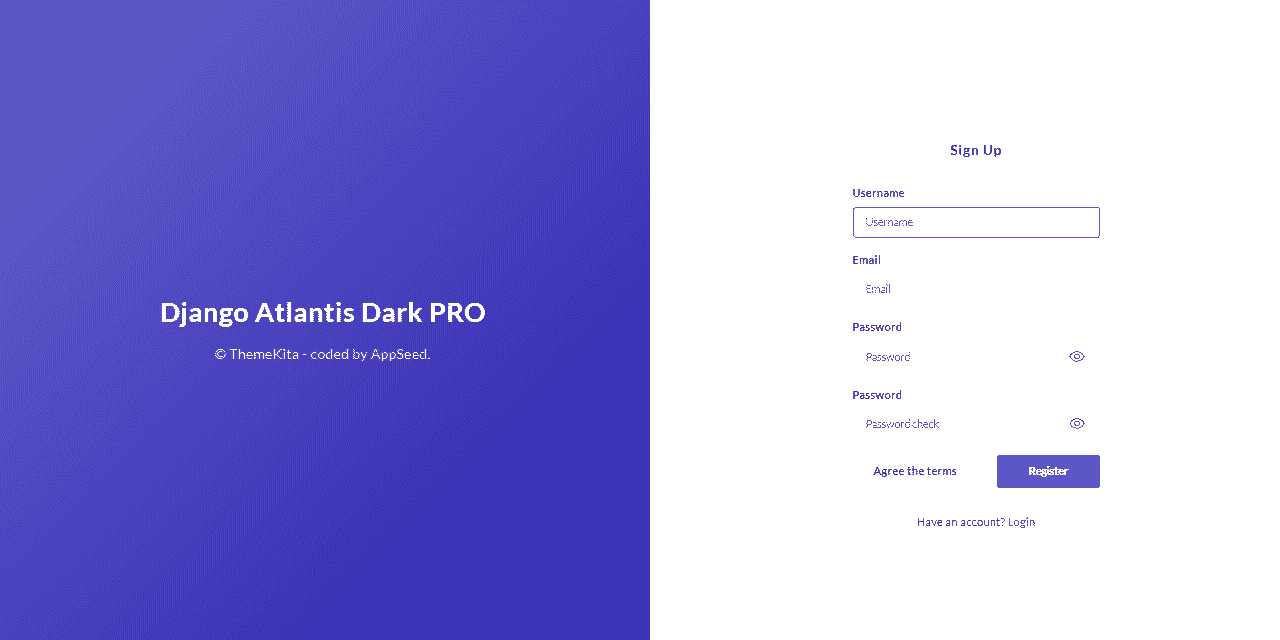 Django Atlantis Dark PRO
© ThemeKita - coded by AppSeed.
Sign Up
Username
Username
Email
Email
Password
Password
Password
Password check
Agree the terms
Register
Have an account? Login